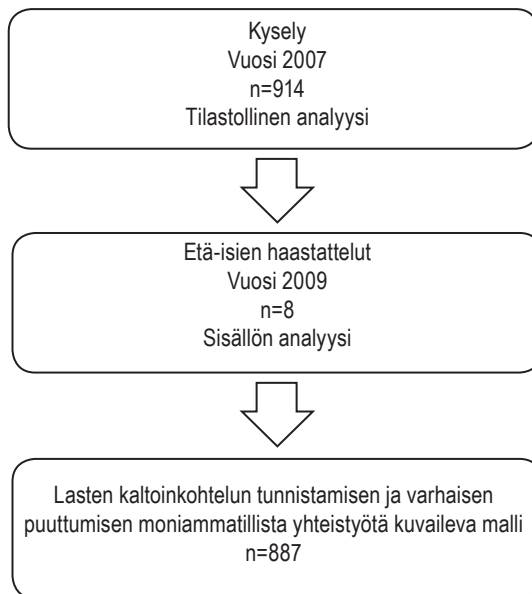 Kysely
Vuosi 2007
n=914
Tilastollinen analyysi
Etä-isien haastattelut
Vuosi 2009
n=8
Sisällön analyysi
Lasten kaltoinkohtelun tunnistamisen ja varhaisen
puuttumisen moniammatillista yhteistyötä kuvaileva malli
n=887